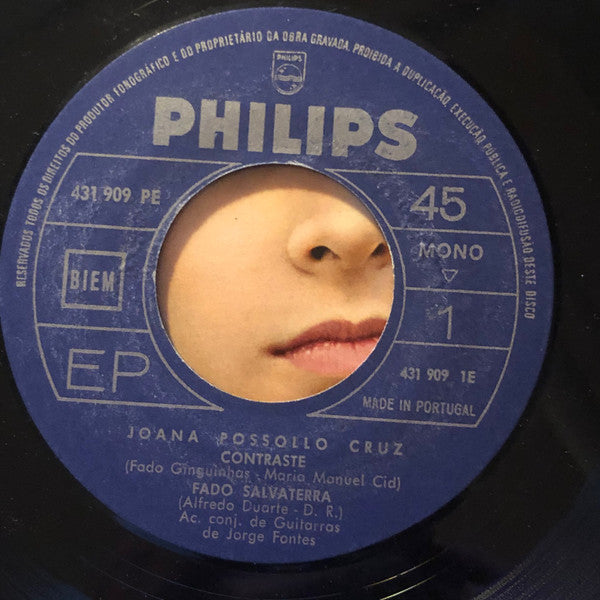 RESERVADOS TODOS OS DIREITOS DO PRODUTOR FONOGRÁFICO E DO PROPRIETÁRIO DA OBRA GRAVADA. PROIBIDA A DUPLICAÇÃO, EXECUÇÃO PÚBLICA E RADIODIFUSÃO DESTE DISCO
PHILIPS
PHILIPS
431 909 PE
45
BIEM
MONO
1
EP
431 909 1E
MADE IN PORTUGAL
JOANA POSSOLLO CRUZ
CONTRASTE
(Fado Ginguinhas - Maria Manuel Cid)
FADO SALVATERRA
(Alfredo Duarte - D. R.)
Ac. conj. de Guitarras
de Jorge Fontes